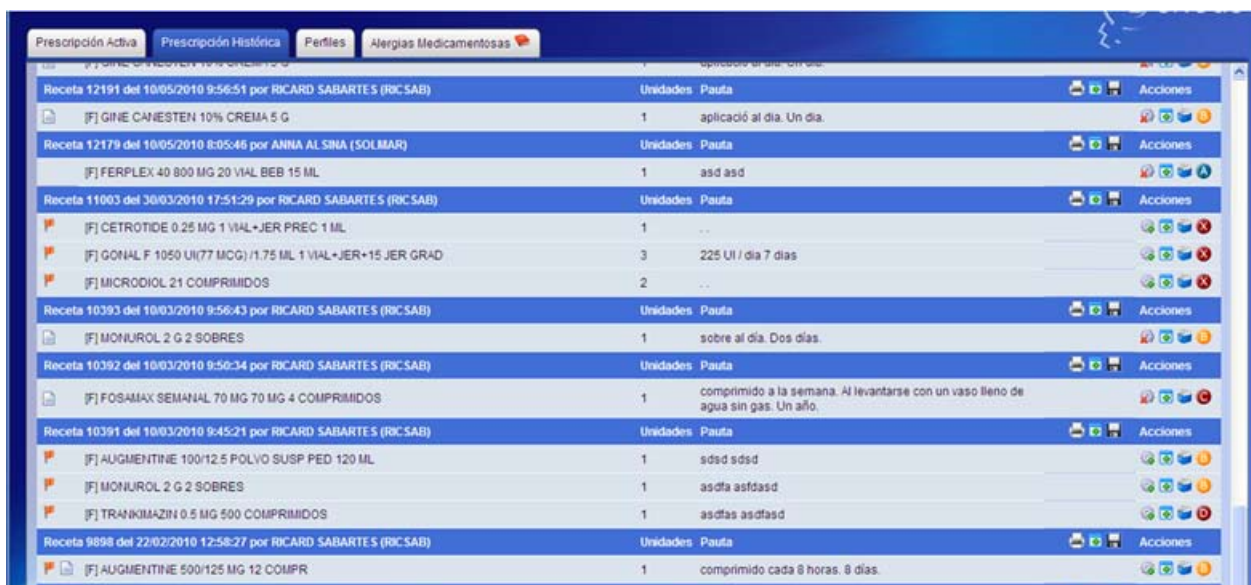 Prescripción Activa Prescripción Histórica Perfiles Alergias Medicamentosas
[F] GINE CANESTEN 10% CREMA 5 G 1 aplicació al dia. Un dia.
Receta 12191 del 10/05/2010 9:56:51 por RICARD SABARTES (RICSAB) Unidades Pauta Acciones
[F] GINE CANESTEN 10% CREMA 5 G 1 aplicació al dia. Un dia. B
Receta 12179 del 10/05/2010 8:05:46 por ANNA ALSINA (SOLMAR) Unidades Pauta Acciones
[F] FERPLEX 40 800 MG 20 VIAL BEB 15 ML 1 asd asd A
Receta 11003 del 30/03/2010 17:51:29 por RICARD SABARTES (RICSAB) Unidades Pauta Acciones
[F] CETROTIDE 0.25 MG 1 VIAL+JER PREC 1 ML 1 . . X
[F] GONAL F 1050 UI(77 MCG) /1.75 ML 1 VIAL+JER+15 JER GRAD 3 225 UI / dia 7 dias X
[F] MICRODIOL 21 COMPRIMIDOS 2 . . X
Receta 10393 del 10/03/2010 9:56:43 por RICARD SABARTES (RICSAB) Unidades Pauta Acciones
[F] MONUROL 2 G 2 SOBRES 1 sobre al día. Dos días. B
Receta 10392 del 10/03/2010 9:50:34 por RICARD SABARTES (RICSAB) Unidades Pauta Acciones
[F] FOSAMAX SEMANAL 70 MG 70 MG 4 COMPRIMIDOS 1 comprimido a la semana. Al levantarse con un vaso lleno de
agua sin gas. Un año. C
Receta 10391 del 10/03/2010 9:45:21 por RICARD SABARTES (RICSAB) Unidades Pauta Acciones
[F] AUGMENTINE 100/12.5 POLVO SUSP PED 120 ML 1 sdsd sdsd B
[F] MONUROL 2 G 2 SOBRES 1 asdfa asfdasd B
[F] TRANKIMAZIN 0.5 MG 500 COMPRIMIDOS 1 asdfas asdfasd D
Receta 9898 del 22/02/2010 12:58:27 por RICARD SABARTES (RICSAB) Unidades Pauta Acciones
[F] AUGMENTINE 500/125 MG 12 COMPR 1 comprimido cada 8 horas. 8 días. B